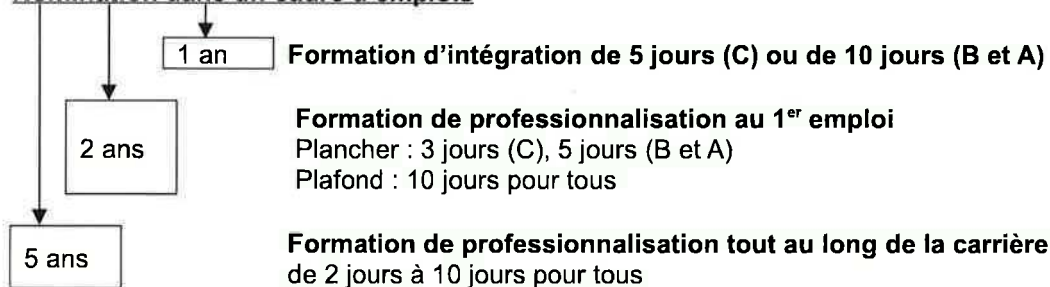 1 an Formation d'intégration de 5 jours (C) ou de 10 jours (B et A)
Formation de professionnalisation au 1er emploi
2 ans Plancher : 3 jours (C), 5 jours (B et A)
Plafond : 10 jours pour tous
Formation de professionnalisation tout au long de la carrière
5 ans de 2 jours à 10 jours pour tous